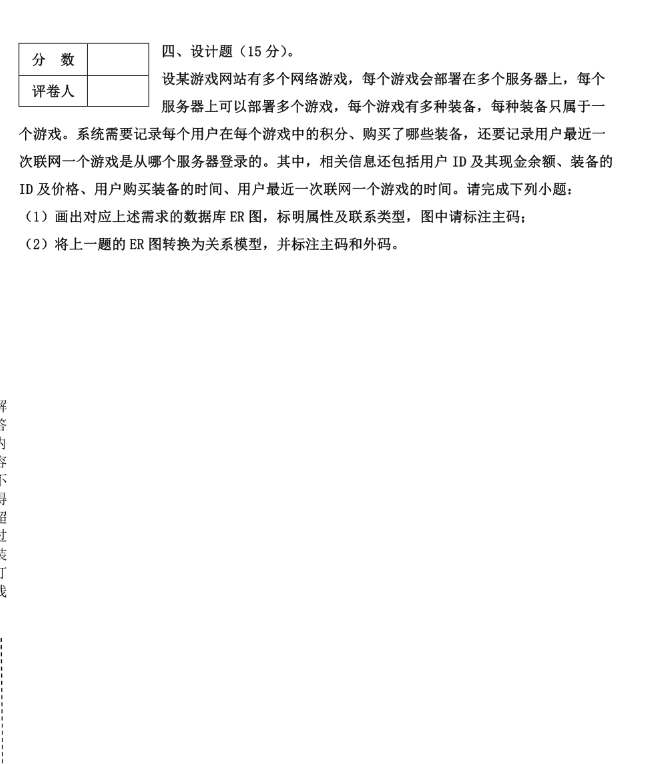 分 数
评卷人
四、设计题（15 分）。
设某游戏网站有多个网络游戏，每个游戏会部署在多个服务器上，每个
服务器上可以部署多个游戏，每个游戏有多种装备，每种装备只属于一
个游戏。系统需要记录每个用户在每个游戏中的积分、购买了哪些装备，还要记录用户最近一
次联网一个游戏是从哪个服务器登录的。其中，相关信息还包括用户 ID 及其现金余额、装备的
ID 及价格、用户购买装备的时间、用户最近一次联网一个游戏的时间。请完成下列小题：
（1）画出对应上述需求的数据库 ER 图，标明属性及联系类型，图中请标注主码；
（2）将上一题的 ER 图转换为关系模型，并标注主码和外码。
解
答
内
容
不
得
超
过
装
订
线